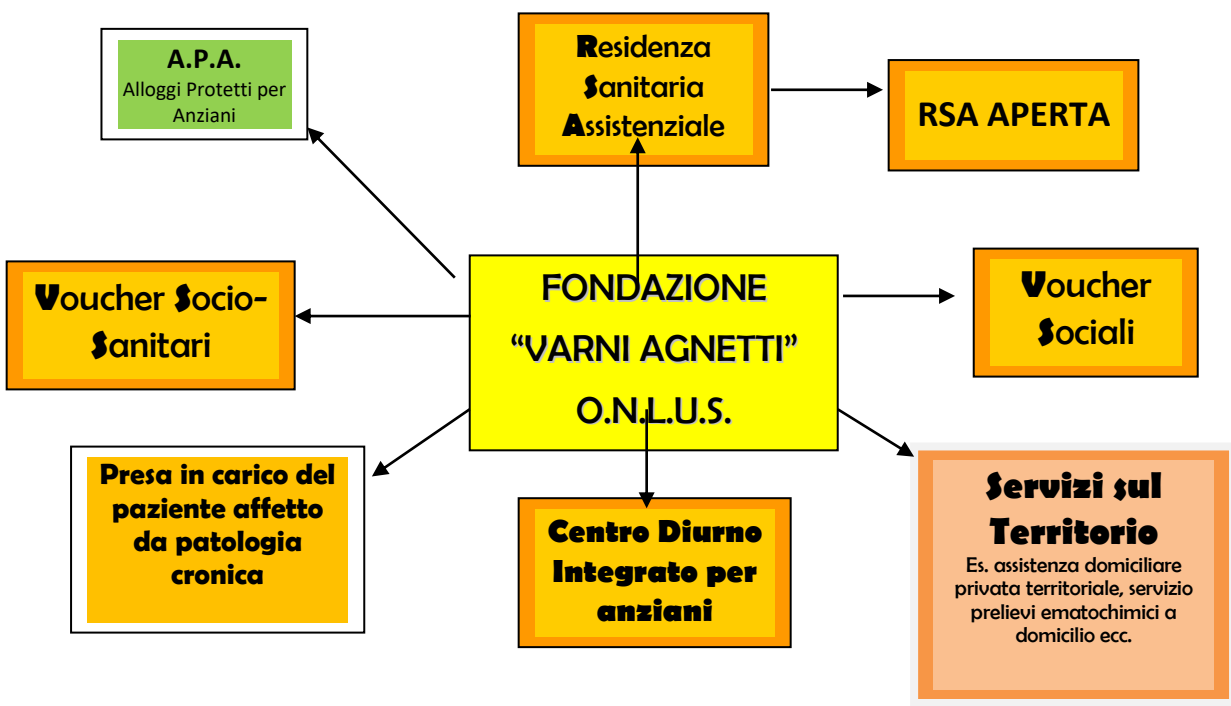 A.P.A.
Alloggi Protetti per
Anziani
Residenza
Sanitaria
Assistenziale
RSA APERTA
Voucher Socio-
Sanitari
FONDAZIONE
“VARNI AGNETTI”
O.N.L.U.S.
Voucher
Sociali
Presa in carico del
paziente affetto
da patologia
cronica
Centro Diurno
Integrato per
anziani
Servizi sul
Territorio
Es. assistenza domiciliare
privata territoriale, servizio
prelievi ematochimici a
domicilio ecc.